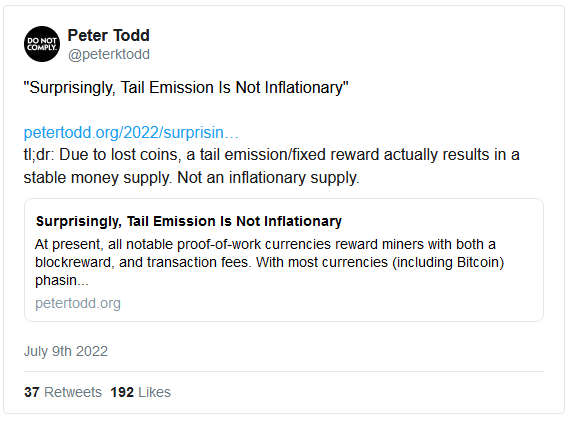 DO NOT
COMPLY.
Peter Todd
@peterktodd
"Surprisingly, Tail Emission Is Not Inflationary"
petertodd.org/2022/surprisin…
tl;dr: Due to lost coins, a tail emission/fixed reward actually results in a
stable money supply. Not an inflationary supply.
Surprisingly, Tail Emission Is Not Inflationary
At present, all notable proof-of-work currencies reward miners with both a
blockreward, and transaction fees. With most currencies (including Bitcoin)
phasin...
petertodd.org
July 9th 2022
37 Retweets 192 Likes